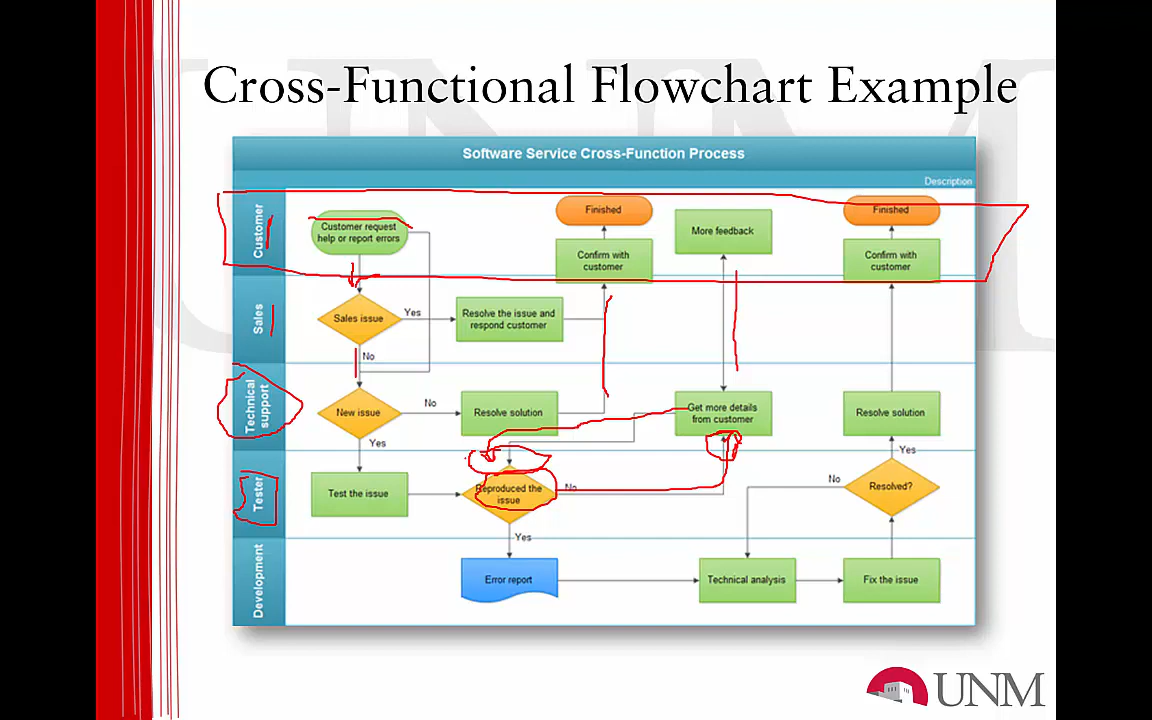 Cross-Functional Flowchart Example
Software Service Cross-Function Process
Description
Customer
Customer request
help or report errors
Finished
Confirm with
customer
More feedback
Finished
Confirm with
customer
Sales
Sales issue
Yes
Resolve the issue and
respond customer
No
Technical
support
New issue
No
Resolve solution
Get more details
from customer
Resolve solution
Yes
Yes
Tester
Test the issue
Reproduced the
issue
No
No
Resolved?
Yes
Development
Error report
Technical analysis
Fix the issue
UNM